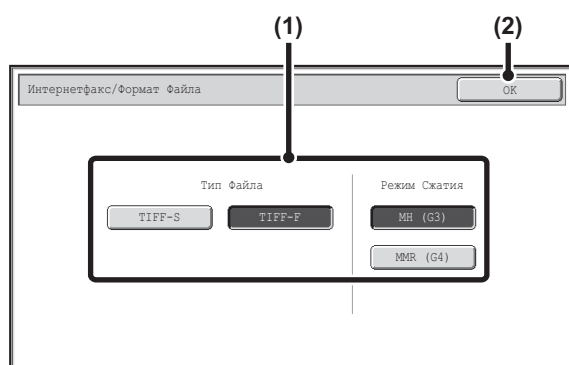 (1) (2)
Интернетфакс/Формат Файла OK
Тип Файла Режим Сжатия
TIFF-S TIFF-F MH (G3)
MMR (G4)